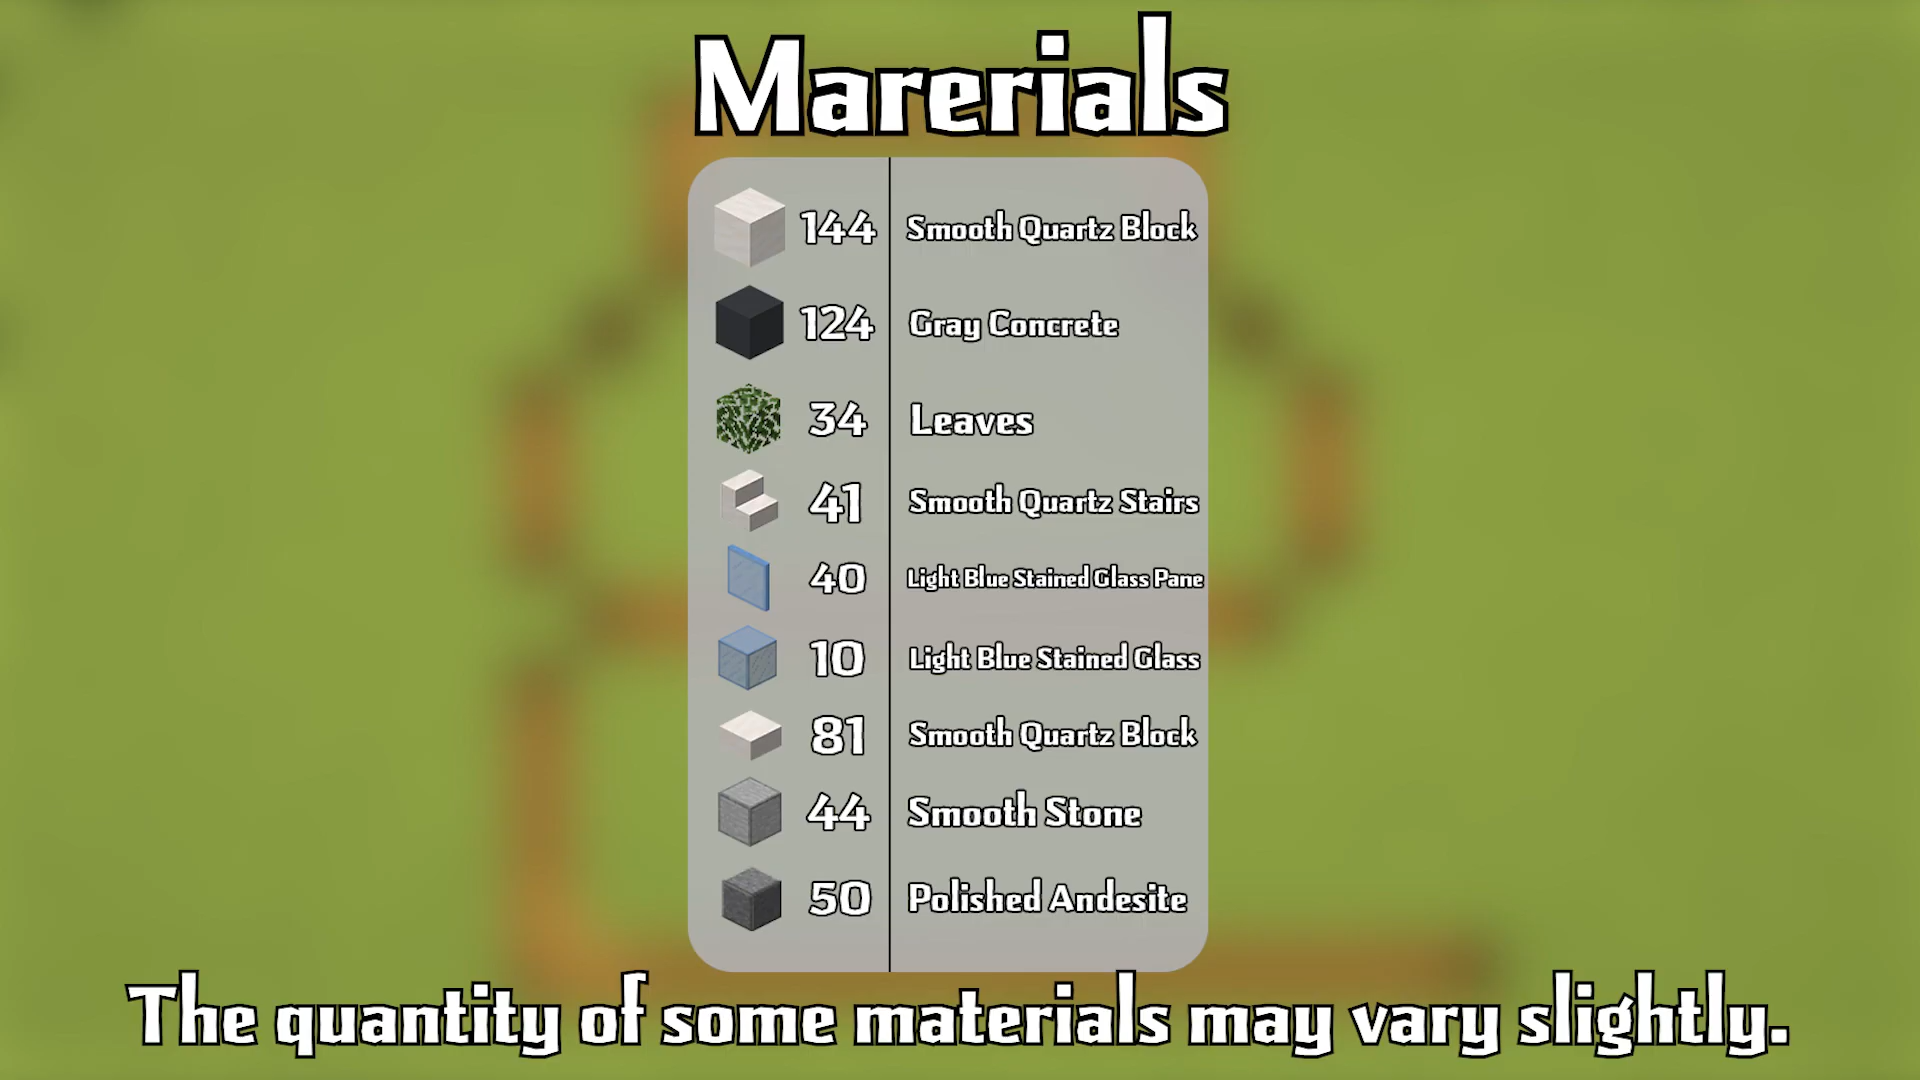 Marerials
144 Smooth Quartz Block
124 Gray Concrete
34 Leaves
41 Smooth Quartz Stairs
40 Light Blue Stained Glass Pane
10 Light Blue Stained Glass
81 Smooth Quartz Block
44 Smooth Stone
50 Polished Andesite
The quantity of some materials may vary slightly.